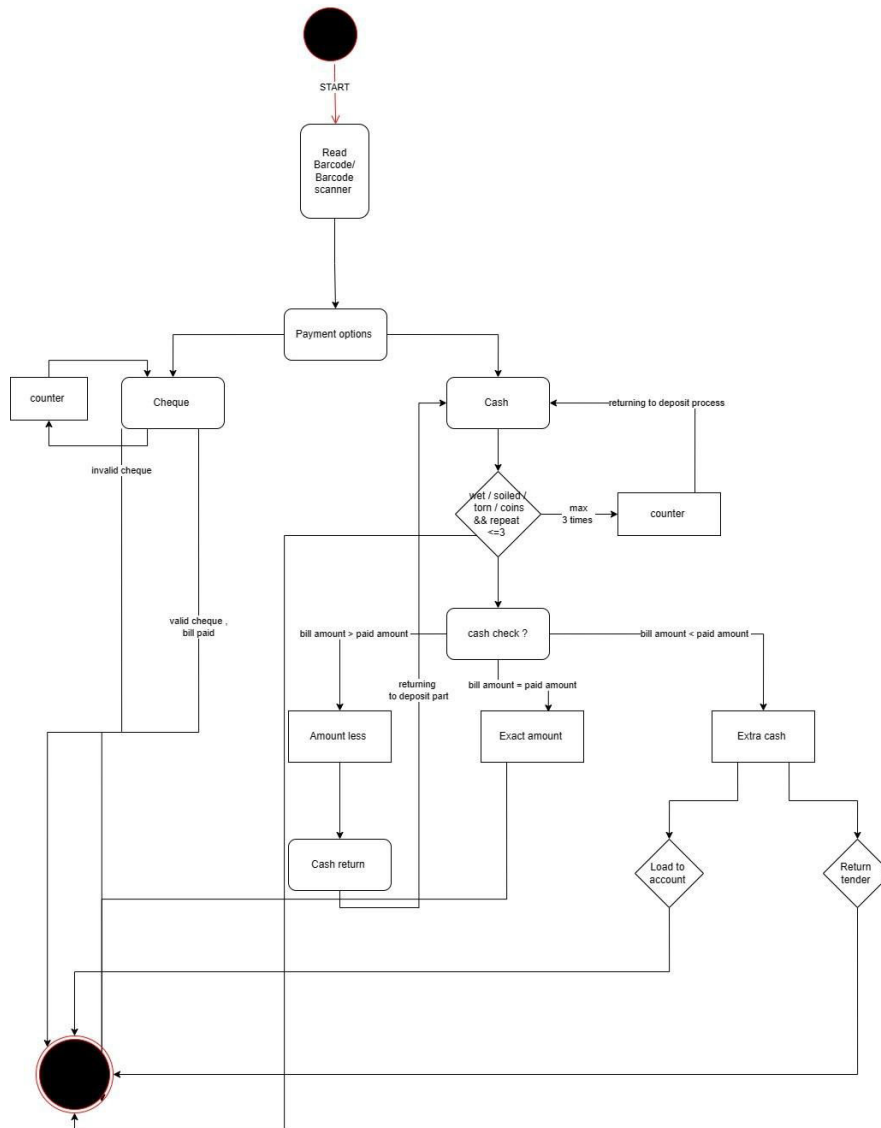 START
Read
Barcode/
Barcode
scanner
Payment options
counter
Cheque
Cash
returning to deposit process
invalid cheque
wet / soiled /
torn / coins
&& repeat
<=3
max
3 times
counter
valid cheque ,
bill paid
bill amount > paid amount
cash check ?
bill amount < paid amount
returning
to deposit part
bill amount = paid amount
Amount less
Exact amount
Extra cash
Cash return
Load to
account
Return
tender